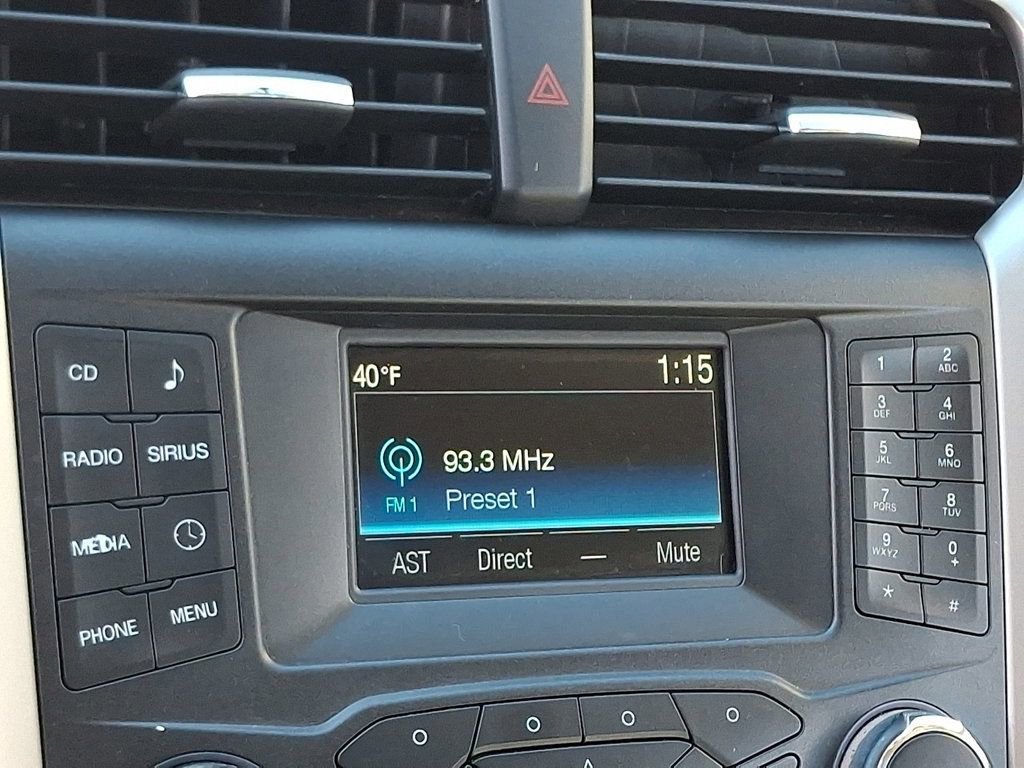 CD
RADIO SIRIUS
MEDIA
PHONE MENU
40°F 1:15
93.3 MHz
FM 1 Preset 1
AST Direct — Mute
1 2
ABC
3 4
DEF GHI
5 6
JKL MNO
7 8
PQRS TUV
9 0
WXYZ +
* #